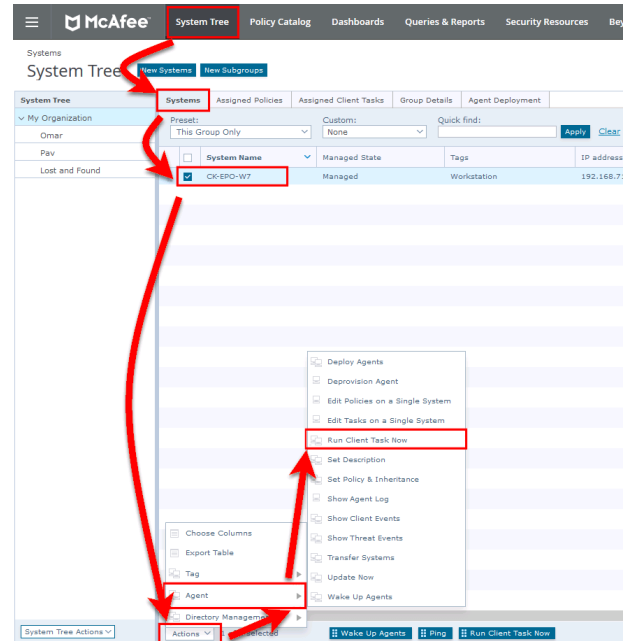 McAfee System Tree Policy Catalog Dashboards Queries & Reports Security Resources
Systems
System Tree New Systems New Subgroups
System Tree
My Organization
Omar
Pav
Lost and Found
Systems Assigned Policies Assigned Client Tasks Group Details Agent Deployment
Preset: Custom: Quick find:
This Group Only None Apply Clear
System Name Managed State Tags IP address
CK-EPO-W7 Managed Workstation 192.168.7
Deploy Agents
Deprovision Agent
Edit Policies on a Single System
Edit Tasks on a Single System
Run Client Task Now
Set Description
Set Policy & Inheritance
Show Agent Log
Show Client Events
Show Threat Events
Transfer Systems
Update Now
Wake Up Agents
Choose Columns
Export Table
Tag
Agent
Directory Management
System Tree Actions Actions selected Wake Up Agents Ping Run Client Task Now